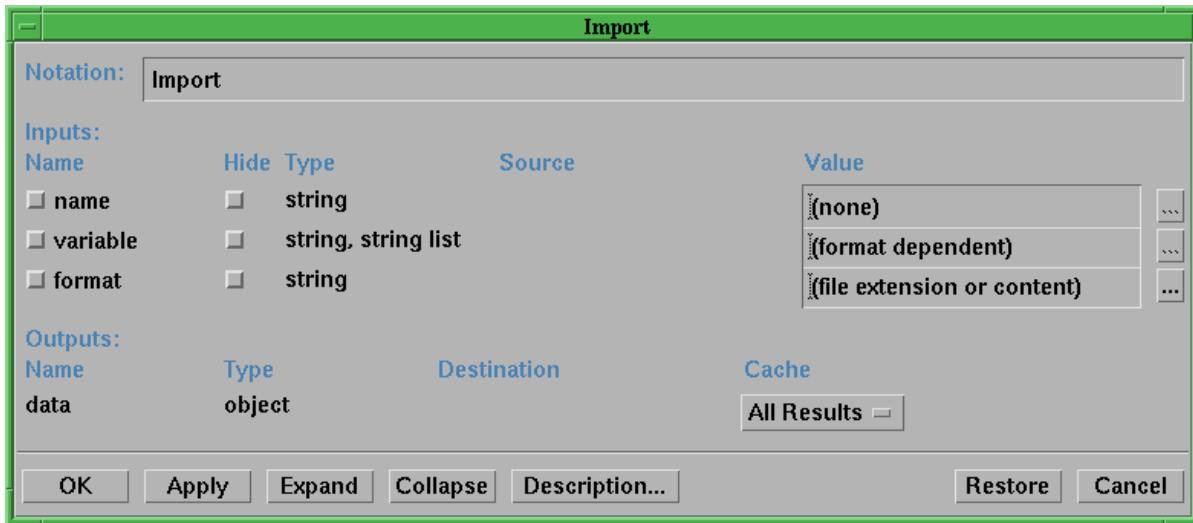 Import
Notation: Import
Inputs:
Name Hide Type Source Value
name string (none) ...
variable string, string list (format dependent) ...
format string (file extension or content) ...
Outputs:
Name Type Destination Cache
data object All Results
OK Apply Expand Collapse Description... Restore Cancel